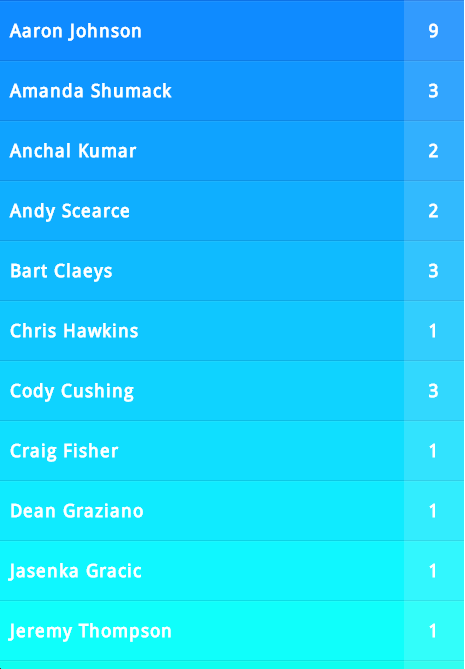 Aaron Johnson 9
Amanda Shumack 3
Anchal Kumar 2
Andy Scearce 2
Bart Claeys 3
Chris Hawkins 1
Cody Cushing 3
Craig Fisher 1
Dean Graziano 1
Jasenka Gracic 1
Jeremy Thompson 1